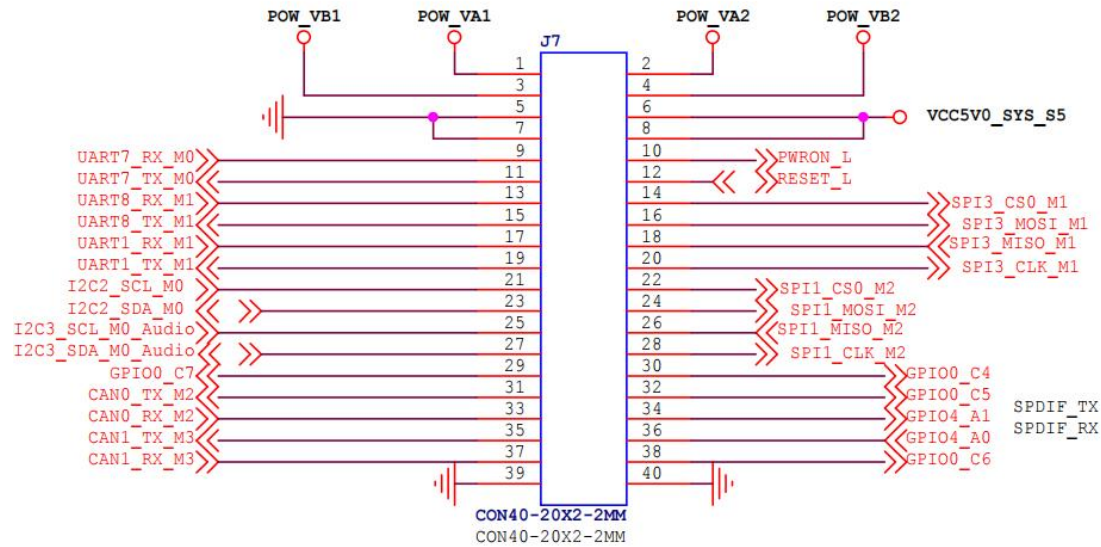 POW_VB1 POW_VA1 POW_VA2 POW_VB2
J7
1 2
3 4
5 6 VCC5V0_SYS_S5
7 8
UART7_RX_M0 9 10 PWRON_L
UART7_TX_M0 11 12 RESET_L
UART8_RX_M1 13 14 SPI3_CS0_M1
UART8_TX_M1 15 16 SPI3_MOSI_M1
UART1_RX_M1 17 18 SPI3_MISO_M1
UART1_TX_M1 19 20 SPI3_CLK_M1
I2C2_SCL_M0 21 22 SPI1_CS0_M2
I2C2_SDA_M0 23 24 SPI1_MOSI_M2
I2C3_SCL_M0_Audio 25 26 SPI1_MISO_M2
I2C3_SDA_M0_Audio 27 28 SPI1_CLK_M2
GPIO0_C7 29 30 GPIO0_C4
CAN0_TX_M2 31 32 GPIO0_C5
CAN0_RX_M2 33 34 GPIO4_A1 SPDIF_TX
CAN1_TX_M3 35 36 GPIO4_A0 SPDIF_RX
CAN1_RX_M3 37 38 GPIO0_C6
39 40
CON40-20X2-2MM
CON40-20X2-2MM